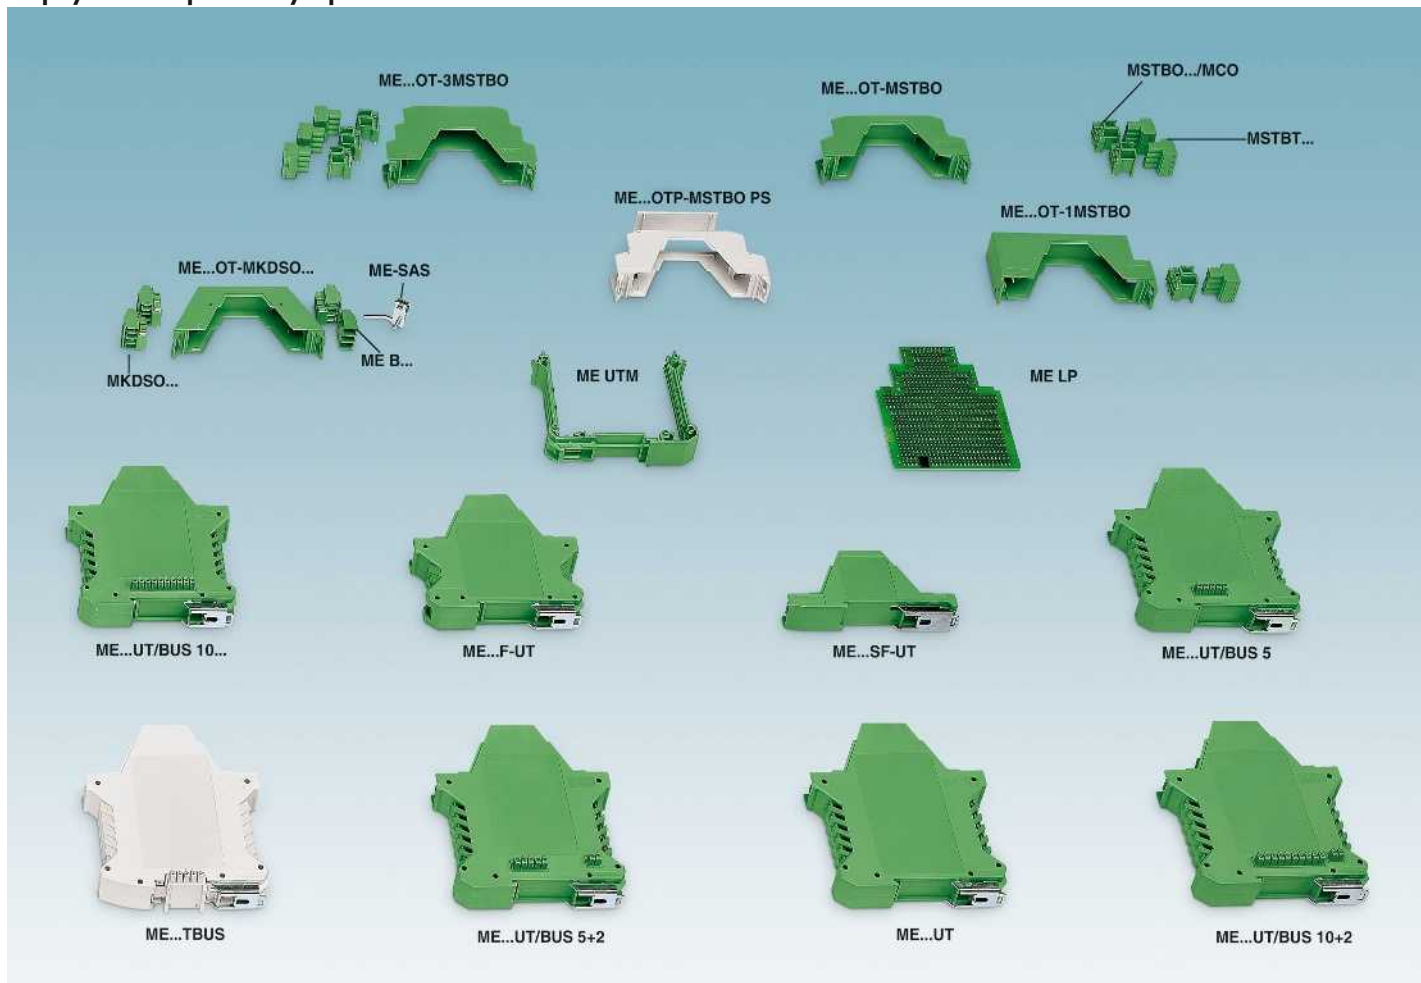 ME...OT-3MSTBO
ME...OT-MSTBO
MSTBO.../MCO
MSTBT...
ME...OTP-MSTBO PS
ME...OT-1MSTBO
ME...OT-MKDSO...
ME-SAS
MKDSO...
ME B...
ME UTM
ME LP
ME...UT/BUS 10...
ME...F-UT
ME...SF-UT
ME...UT/BUS 5
ME...TBUS
ME...UT/BUS 5+2
ME...UT
ME...UT/BUS 10+2